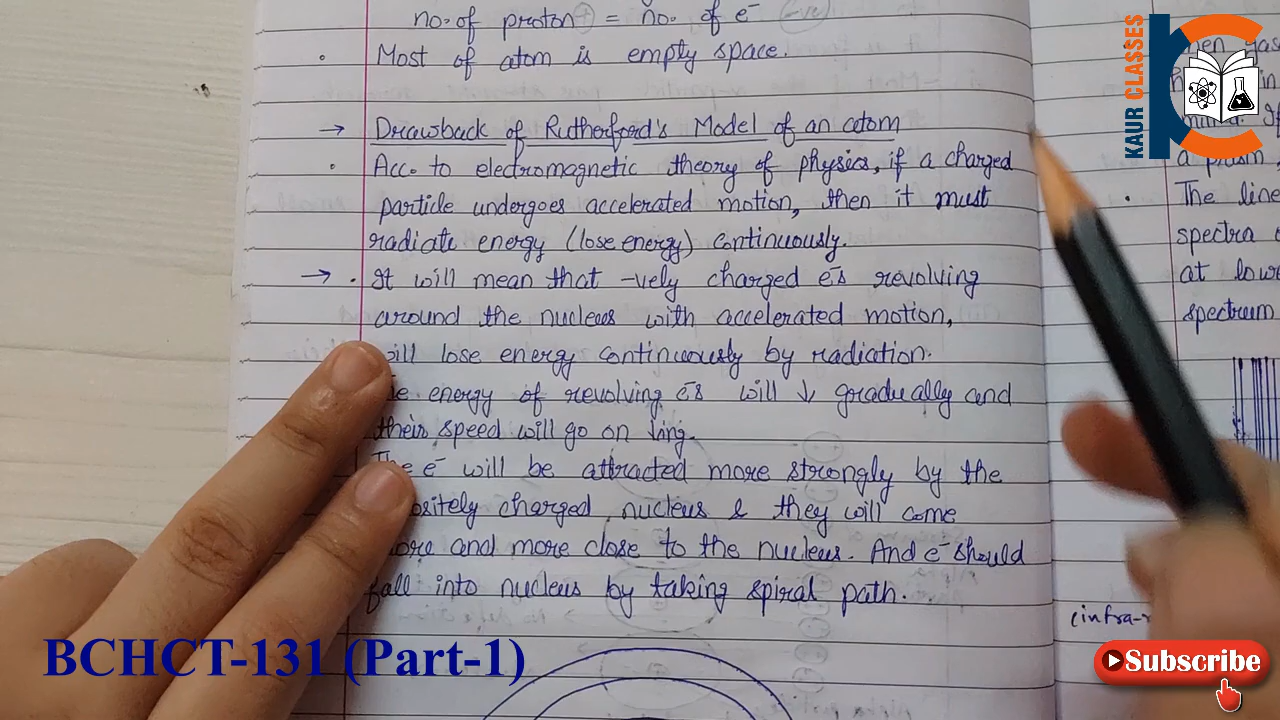 no. of proton (+) = no. of e⁻ (-ve)
• Most of atom is empty space.
→ Drawback of Rutherford's Model of an atom
• Acc. to electromagnetic theory of physics, if a charged
particle undergoes accelerated motion, then it must
radiate energy (lose energy) continuously.
→ • It will mean that -vely charged e⁻s revolving
around the nucleus with accelerated motion,
will lose energy continuously by radiation.
energy of revolving e⁻s will ↓ gradually and
their speed will go on ↓ing.
The e⁻ will be attracted more strongly by the
charged nucleus & they will come
and more close to the nucleus. And e⁻ should
fall into nucleus by taking spiral path.
KAUR CLASSES
KC
• The line
spectra
at low
spectrum
(infra-r
BCHCT-131 (Part-1)
Subscribe